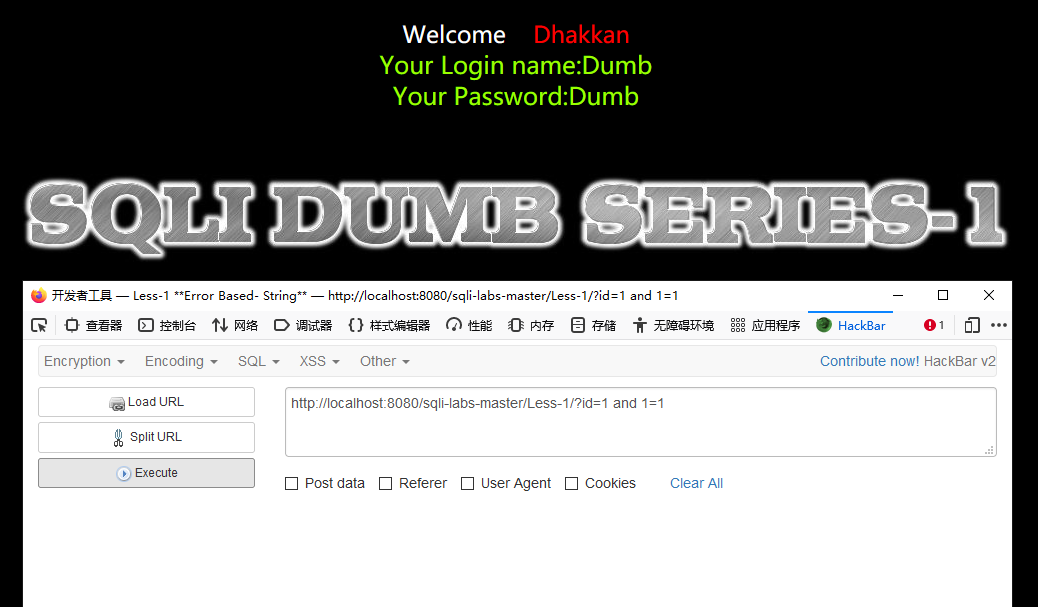 Welcome Dhakkan
Your Login name:Dumb
Your Password:Dumb
SQLI DUMB SERIES-1
开发者工具 — Less-1 **Error Based- String** — http://localhost:8080/sqli-labs-master/Less-1/?id=1 and 1=1
查看器 控制台 网络 调试器 {} 样式编辑器 性能 内存 存储 无障碍环境 应用程序 HackBar 1
Encryption Encoding SQL XSS Other Contribute now! HackBar v2
Load URL
http://localhost:8080/sqli-labs-master/Less-1/?id=1 and 1=1
Split URL
Execute
Post data Referer User Agent Cookies Clear All